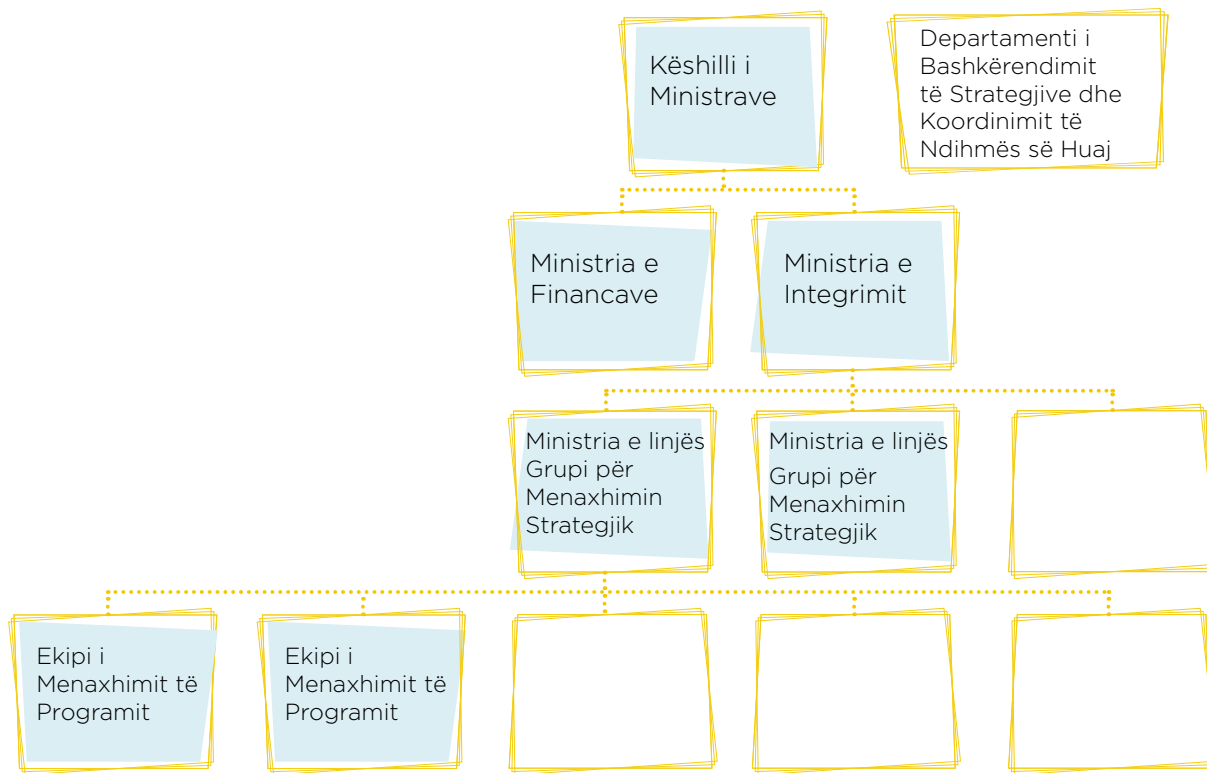 Këshilli i
Ministrave
Departamenti i
Bashkërendimit
të Strategjive dhe
Koordinimit të
Ndihmës së Huaj
Ministria e
Financave
Ministria e
Integrimit
Ministria e linjës
Grupi për
Menaxhimin
Strategjik
Ministria e linjës
Grupi për
Menaxhimin
Strategjik
Ekipi i
Menaxhimit të
Programit
Ekipi i
Menaxhimit të
Programit